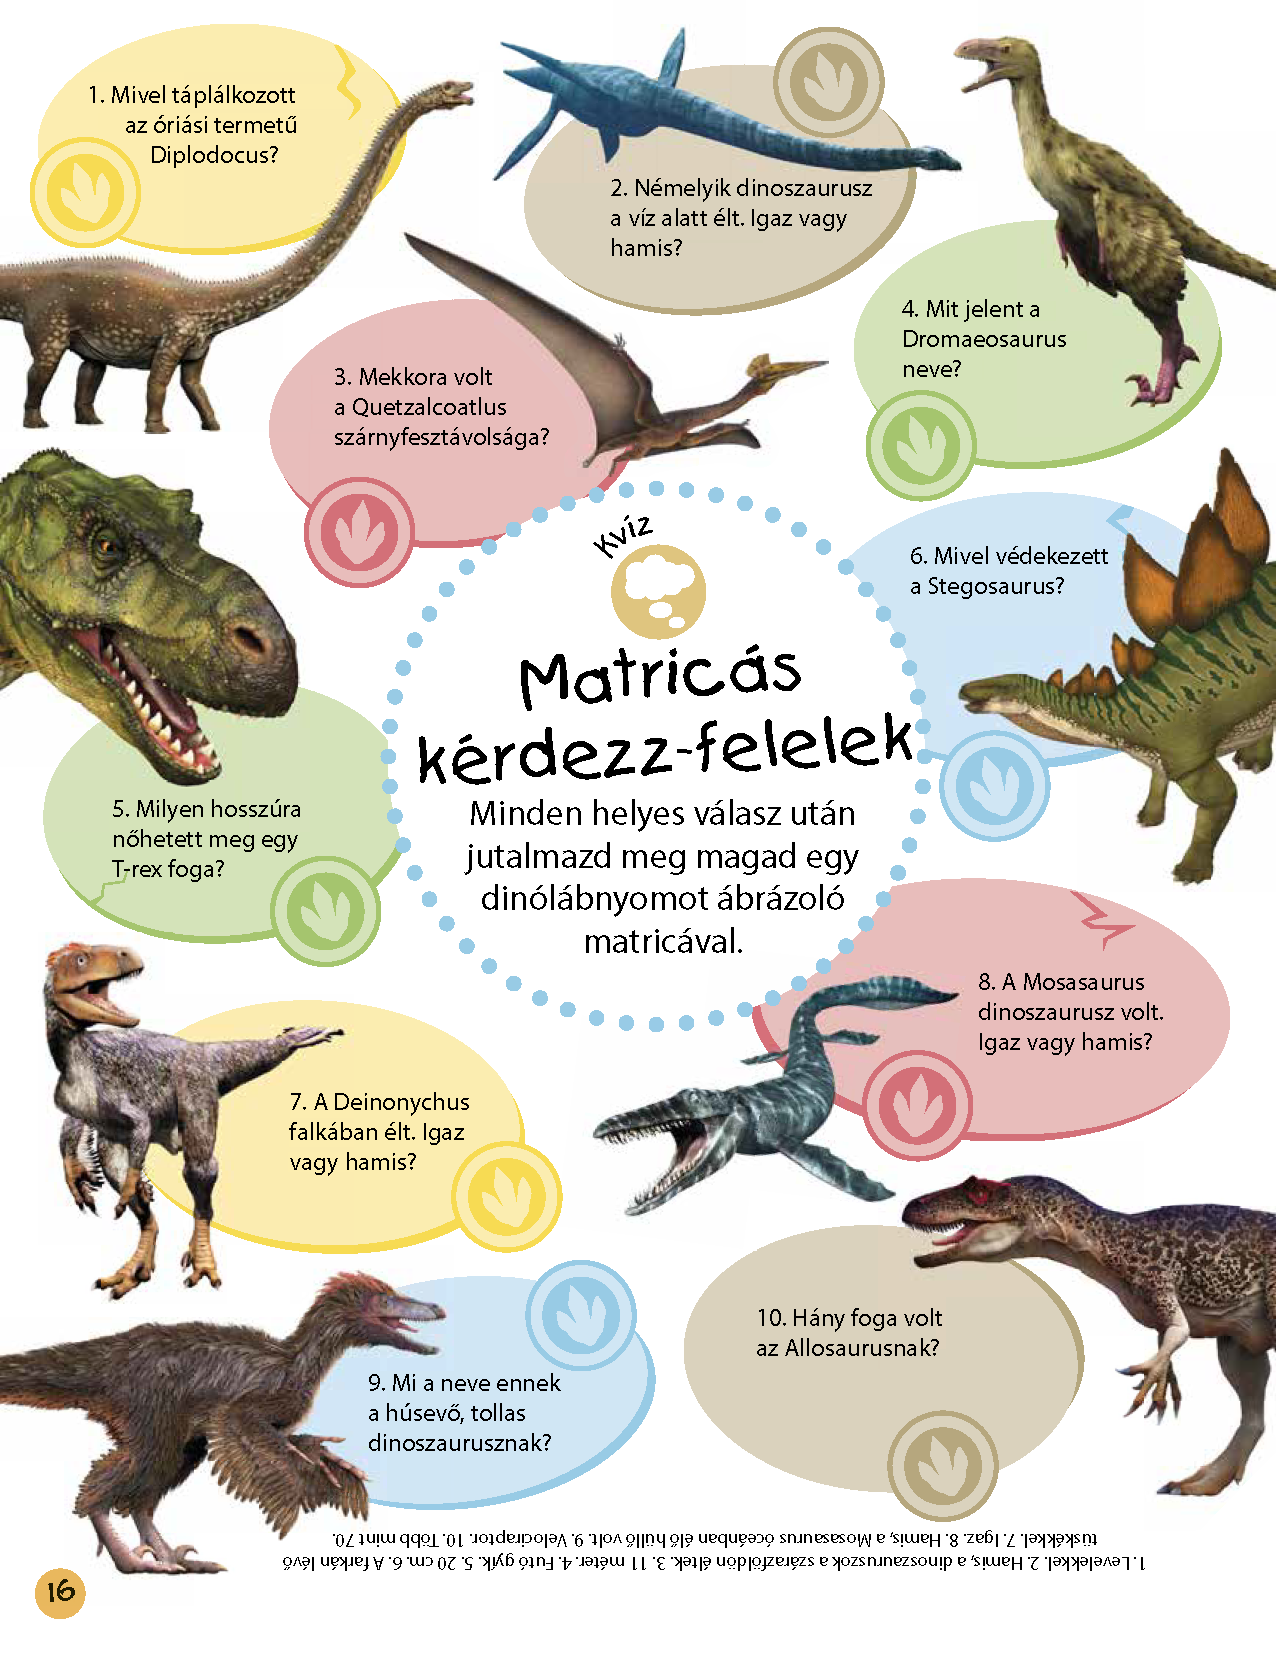 1. Mivel táplálkozott
az óriási termetű
Diplodocus?
2. Némelyik dinoszaurusz
a víz alatt élt. Igaz vagy
hamis?
3. Mekkora volt
a Quetzalcoatlus
szárnyfesztávolsága?
4. Mit jelent a
Dromaeosaurus
neve?
Kvíz
Matricás
kérdezz-felelek
Minden helyes válasz után
jutalmazd meg magad egy
dinólábnyomot ábrázoló
matricával.
6. Mivel védekezett
a Stegosaurus?
5. Milyen hosszúra
nőhetett meg egy
T-rex foga?
8. A Mosasaurus
dinoszaurusz volt.
Igaz vagy hamis?
7. A Deinonychus
falkában élt. Igaz
vagy hamis?
10. Hány foga volt
az Allosaurusnak?
9. Mi a neve ennek
a húsevő, tollas
dinoszaurusznak?
1. Levelekkel. 2. Hamis, a dinoszauruszok a szárazföldön éltek. 3. 11 méter. 4. Futó gyík. 5. 20 cm. 6. A farkán lévő
tüskékkel. 7. Igaz. 8. Hamis, a Mosasaurus óceánban élő hüllő volt. 9. Velociraptor. 10. Több mint 70.
16